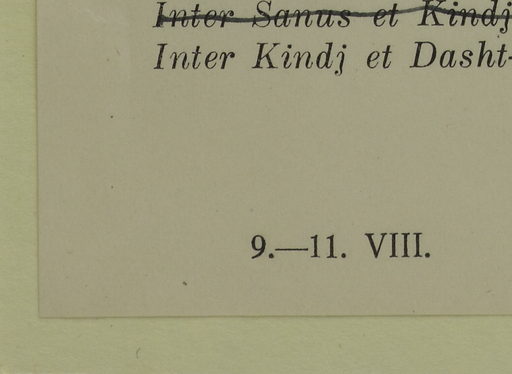 Inter Sanus et Kindj
Inter Kindj et Dasht-
9.—11. VIII.